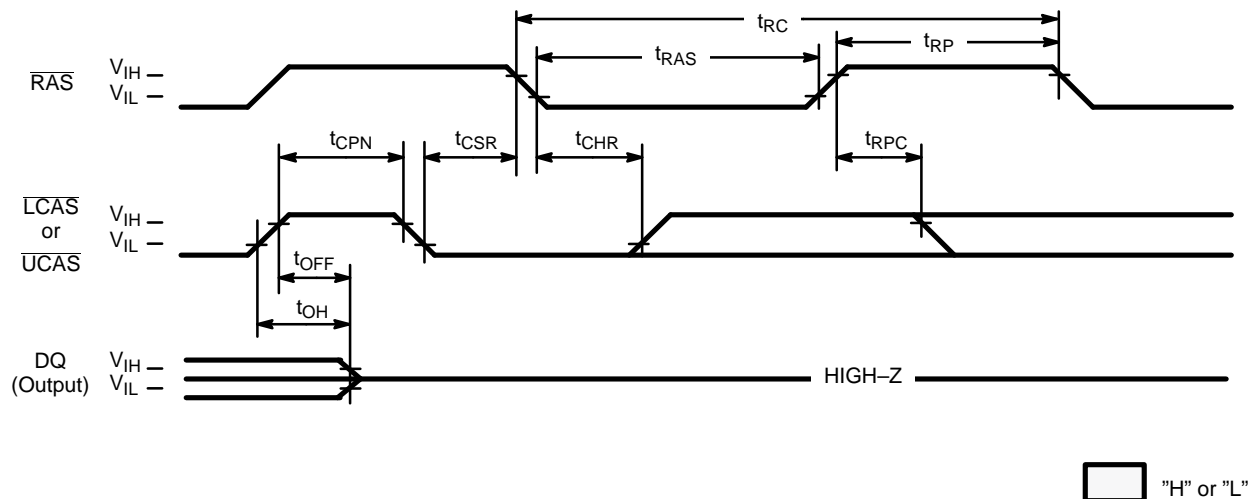 tRC
tRAS
tRP
RAS
VIH
VIL
tCPN
tCSR
tCHR
tRPC
LCAS
or
UCAS
VIH
VIL
tOFF
tOH
DQ
(Output)
VIH
VIL
HIGH–Z
”H” or ”L”